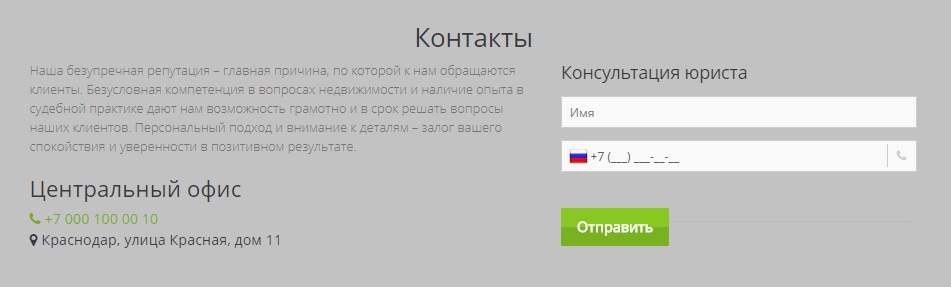 Контакты
Наша безупречная репутация – главная причина, по которой к нам обращаются
клиенты. Безусловная компетенция в вопросах недвижимости и наличие опыта в
судебной практике дают нам возможность грамотно и в срок решать вопросы
наших клиентов. Персональный подход и внимание к деталям – залог вашего
спокойствия и уверенности в позитивном результате.
Центральный офис
+7 000 100 00 10
Краснодар, улица Красная, дом 11
Консультация юриста
Имя
+7 (___) ___-__-__
Отправить